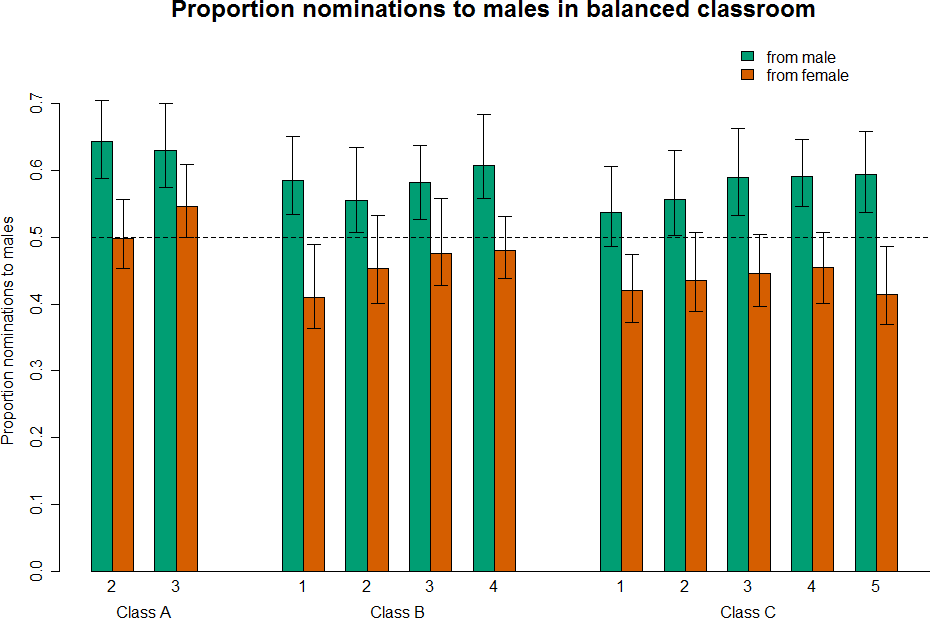 Proportion nominations to males in balanced classroom
from male
from female
Proportion nominations to males
0.7
0.6
0.5
0.4
0.3
0.2
0.1
0.0
2 3 1 2 3 4 1 2 3 4 5
Class A Class B Class C